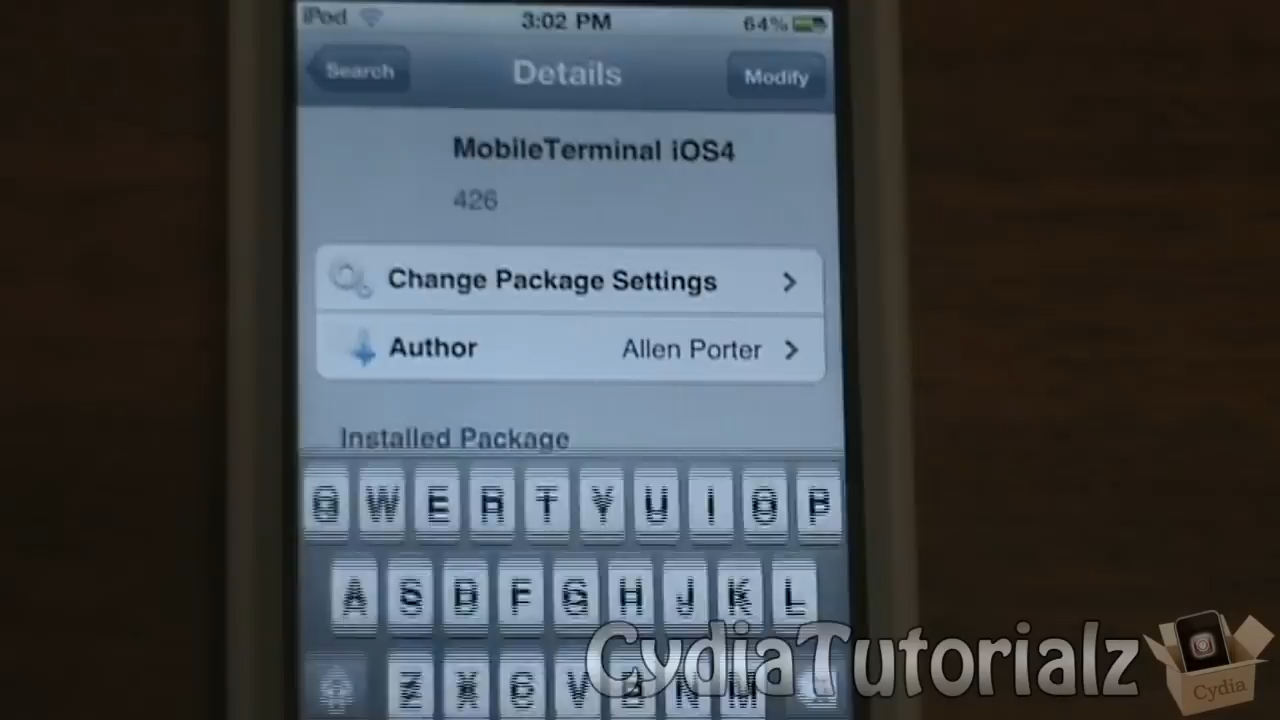 iPod 3:02 PM 64%
Search Details Modify
MobileTerminal iOS4
426
Change Package Settings
Author Allen Porter
Installed Package
Q W E R T Y U I O P
A S D F G H J K L
Z X C V B N M
CydiaTutorialz
Cydia